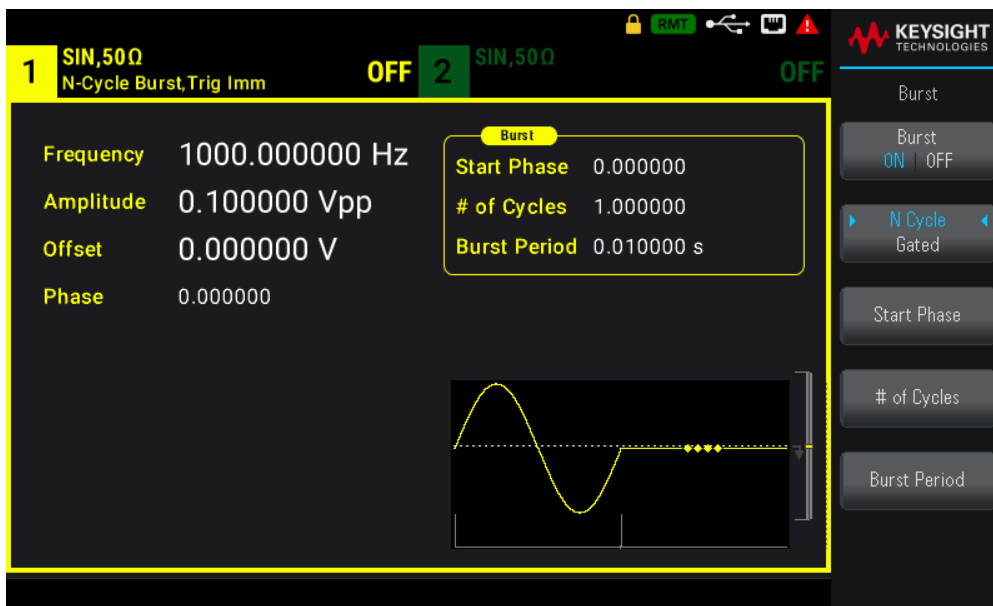 RMT
KEYSIGHT
TECHNOLOGIES
1
SIN,50Ω
N-Cycle Burst,Trig Imm
OFF
2
SIN,50Ω
OFF
Frequency 1000.000000 Hz
Amplitude 0.100000 Vpp
Offset 0.000000 V
Phase 0.000000
Burst
Start Phase 0.000000
# of Cycles 1.000000
Burst Period 0.010000 s
Burst
Burst
ON | OFF
N Cycle
Gated
Start Phase
# of Cycles
Burst Period